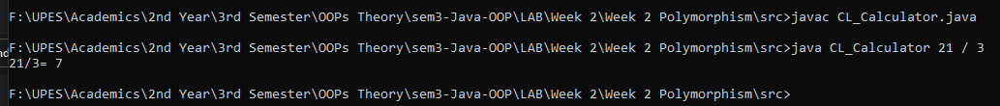 F:\UPES\Academics\2nd Year\3rd Semester\OOPs Theory\sem3-Java-OOP\LAB\Week 2\Week 2 Polymorphism\src>javac CL_Calculator.java
F:\UPES\Academics\2nd Year\3rd Semester\OOPs Theory\sem3-Java-OOP\LAB\Week 2\Week 2 Polymorphism\src>java CL_Calculator 21 / 3
21/3= 7
F:\UPES\Academics\2nd Year\3rd Semester\OOPs Theory\sem3-Java-OOP\LAB\Week 2\Week 2 Polymorphism\src>